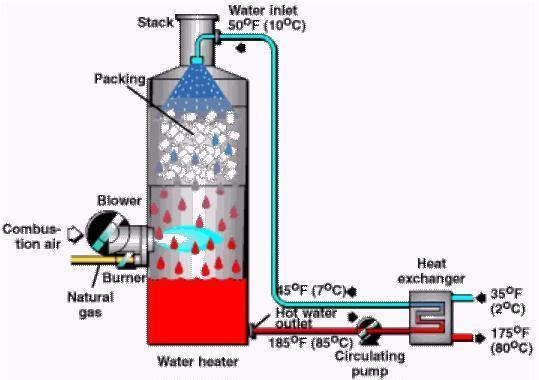 Stack
Water inlet
50°F (10°C)
Packing
Blower
Combus-
tion air
Burner
Natural
gas
45°F (7°C)
Hot water
outlet
185°F (85°C)
Heat
exchanger
35°F
(2°C)
175°F
(80°C)
Circulating
pump
Water heater